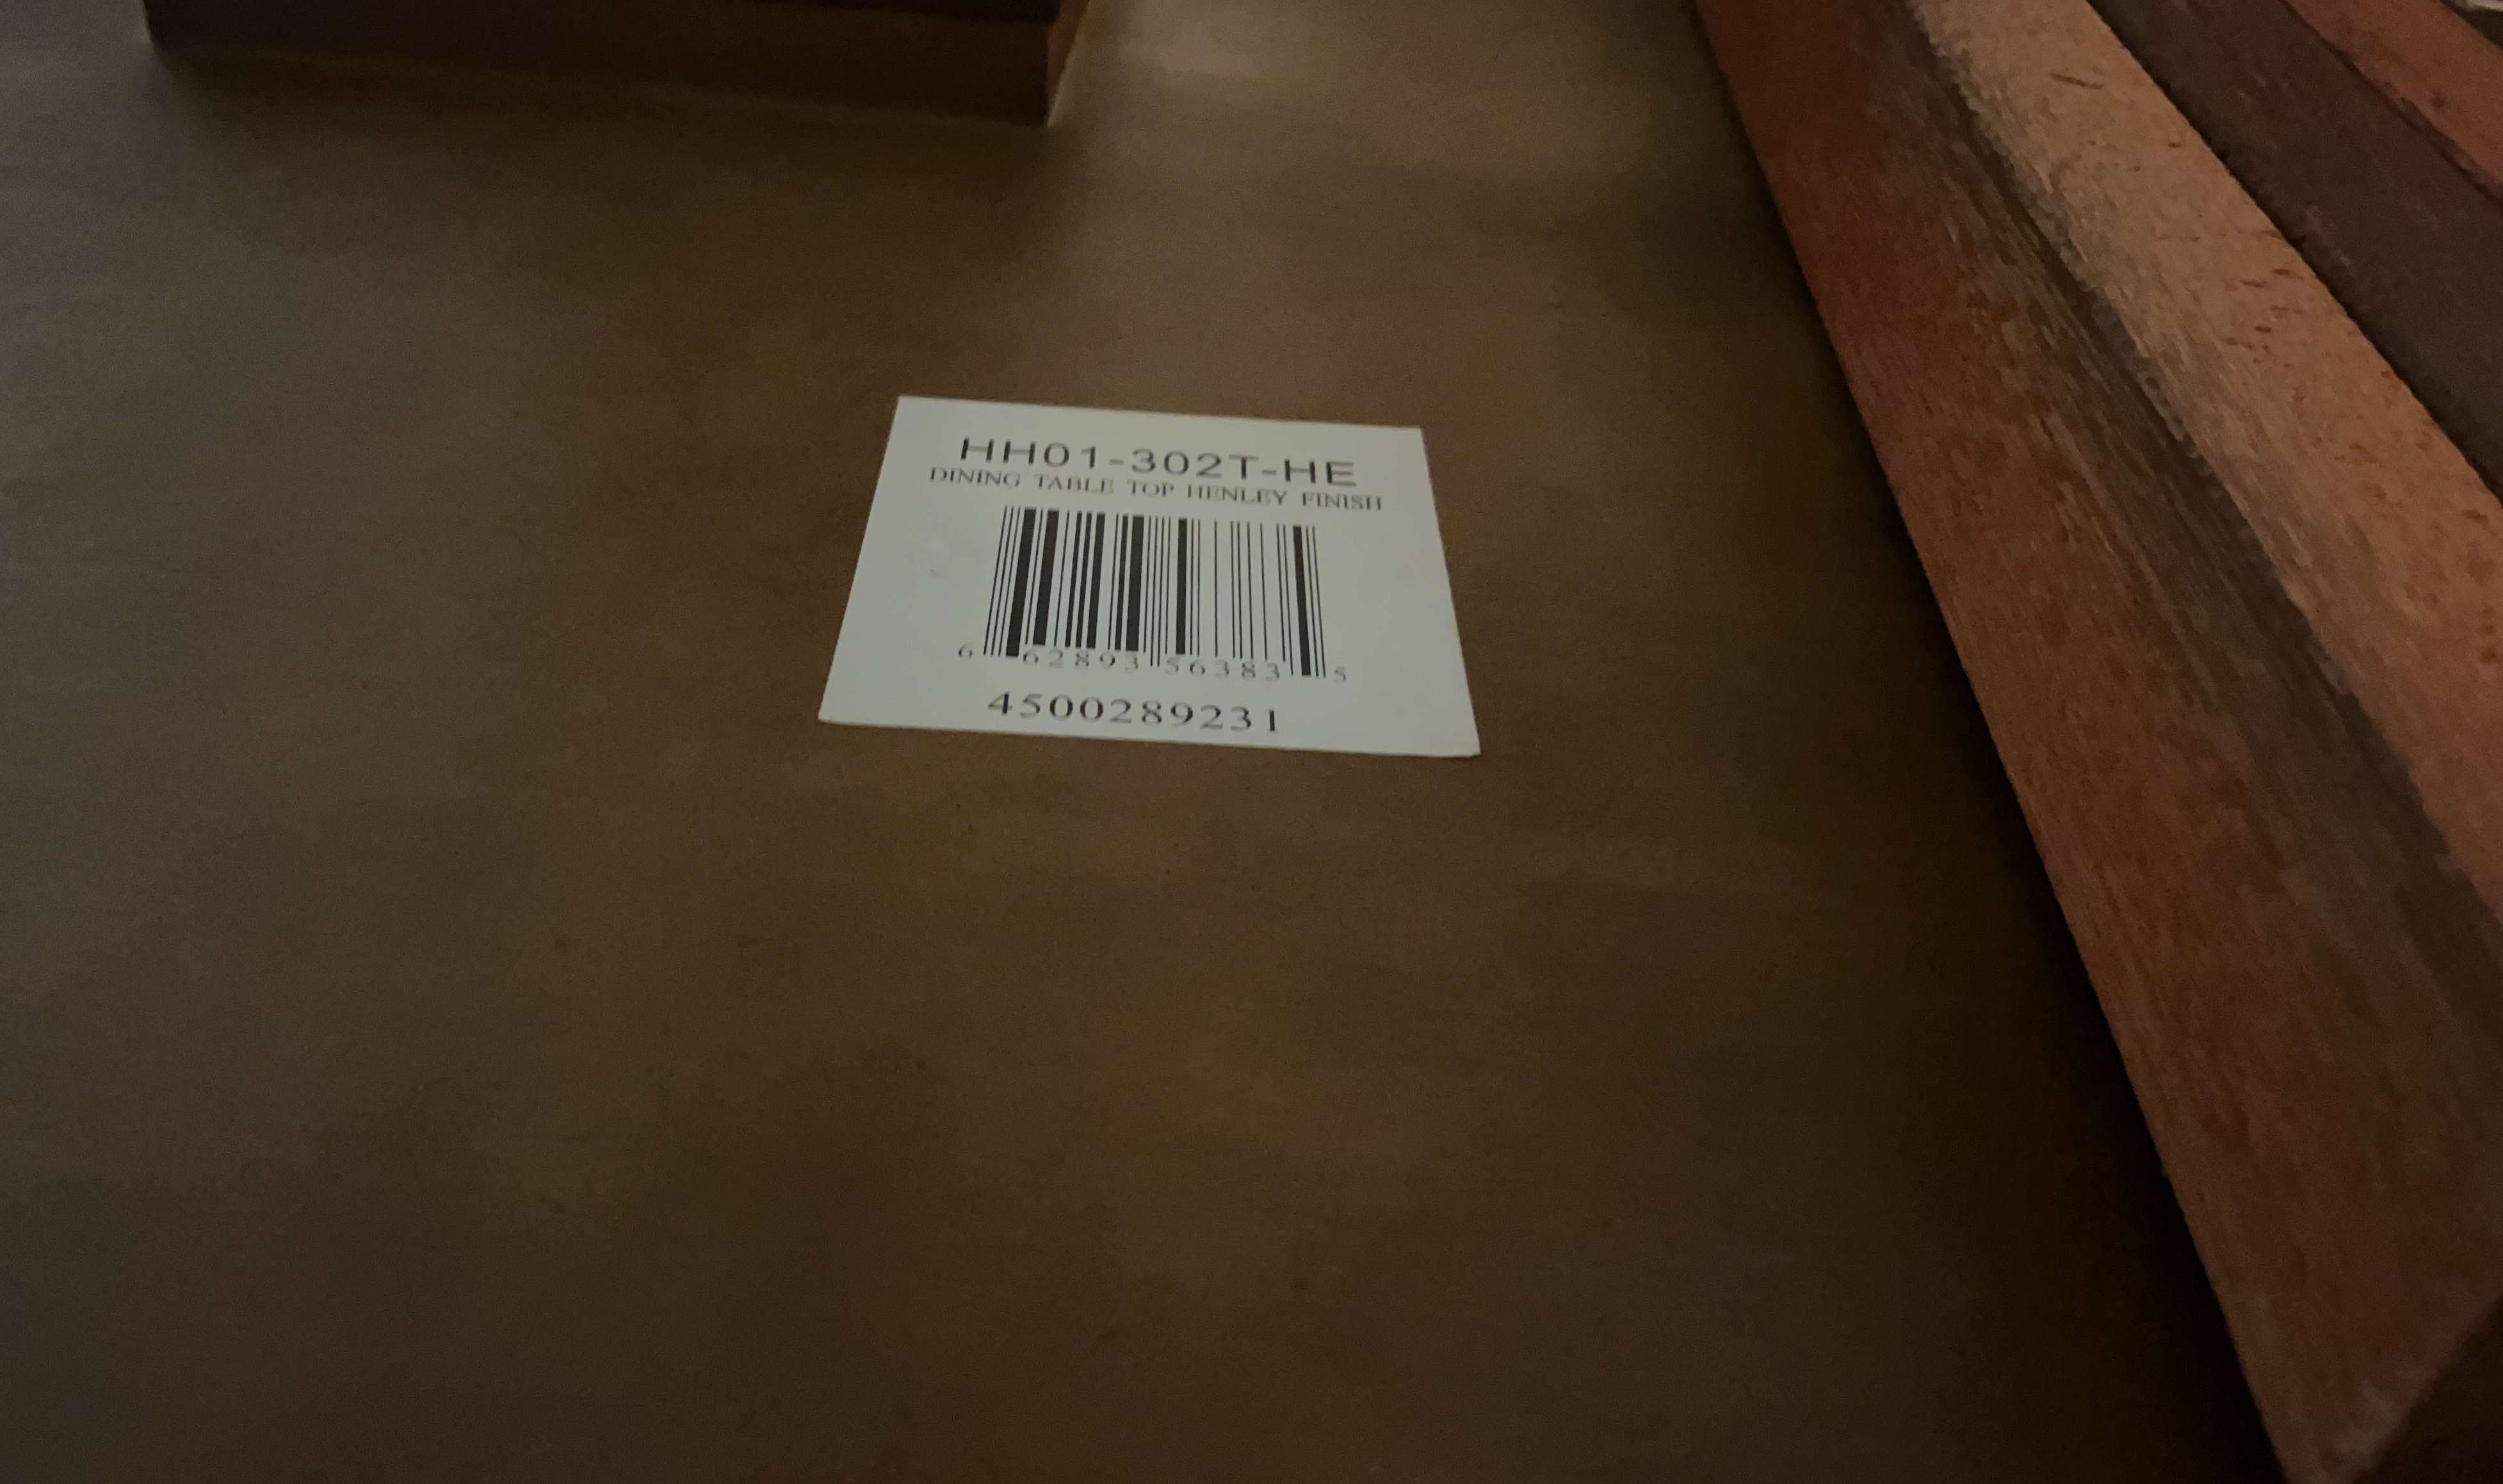 HH01-302T-HE
DINING TABLE TOP HENLEY FINISH
6 62893 56383 5
4500289231